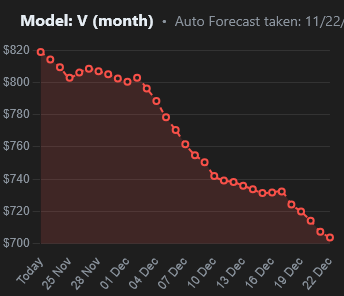 Model: V (month) • Auto Forecast taken: 11/22/
$820
$800
$780
$760
$740
$720
$700
Today
25 Nov
28 Nov
01 Dec
04 Dec
07 Dec
10 Dec
13 Dec
16 Dec
19 Dec
22 Dec